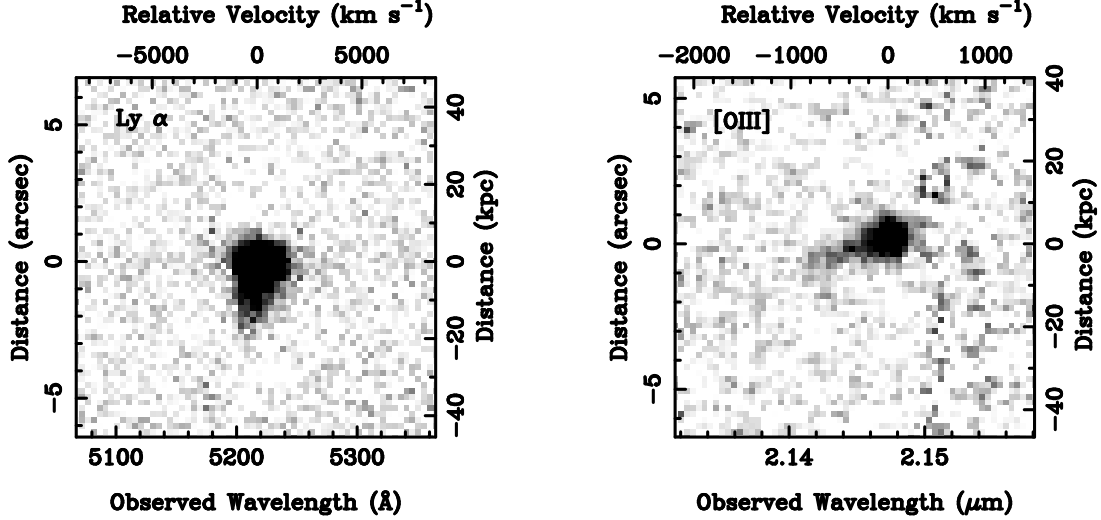 Relative Velocity (km s⁻¹)
−5000 0 5000
Ly α
5
0
−5
Distance (arcsec)
40
20
0
−20
−40
Distance (kpc)
5100 5200 5300
Observed Wavelength (Å)
Relative Velocity (km s⁻¹)
−2000 −1000 0 1000
[OIII]
5
0
−5
Distance (arcsec)
40
20
0
−20
−40
Distance (kpc)
2.14 2.15
Observed Wavelength (μm)